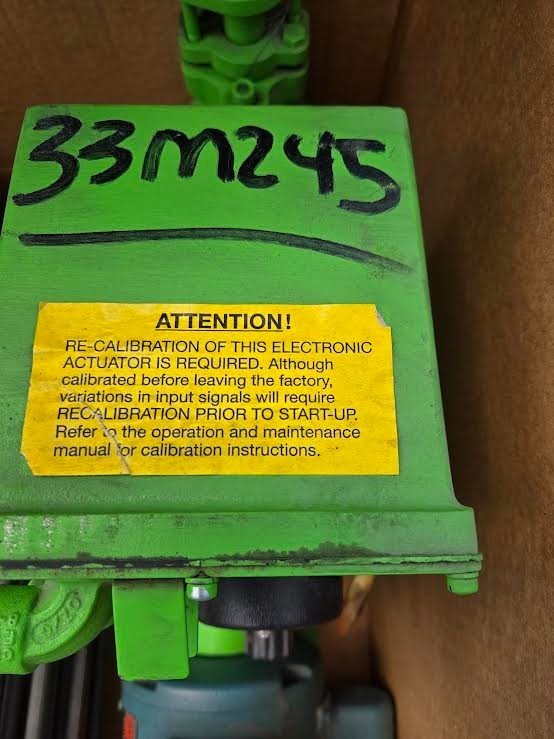 33M245
ATTENTION!
RE-CALIBRATION OF THIS ELECTRONIC
ACTUATOR IS REQUIRED. Although
calibrated before leaving the factory,
variations in input signals will require
RECALIBRATION PRIOR TO START-UP.
Refer to the operation and maintenance
manual for calibration instructions.